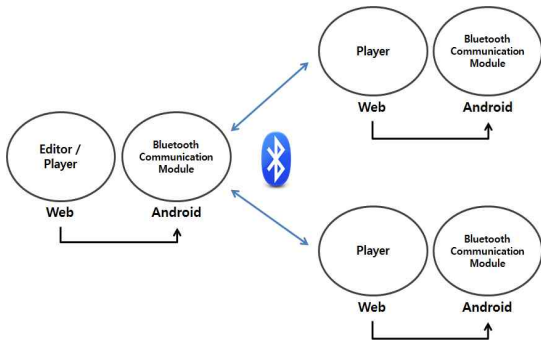 Editor /
Player
Web
Bluetooth
Communication
Module
Android
Player
Web
Bluetooth
Communication
Module
Android
Player
Web
Bluetooth
Communication
Module
Android